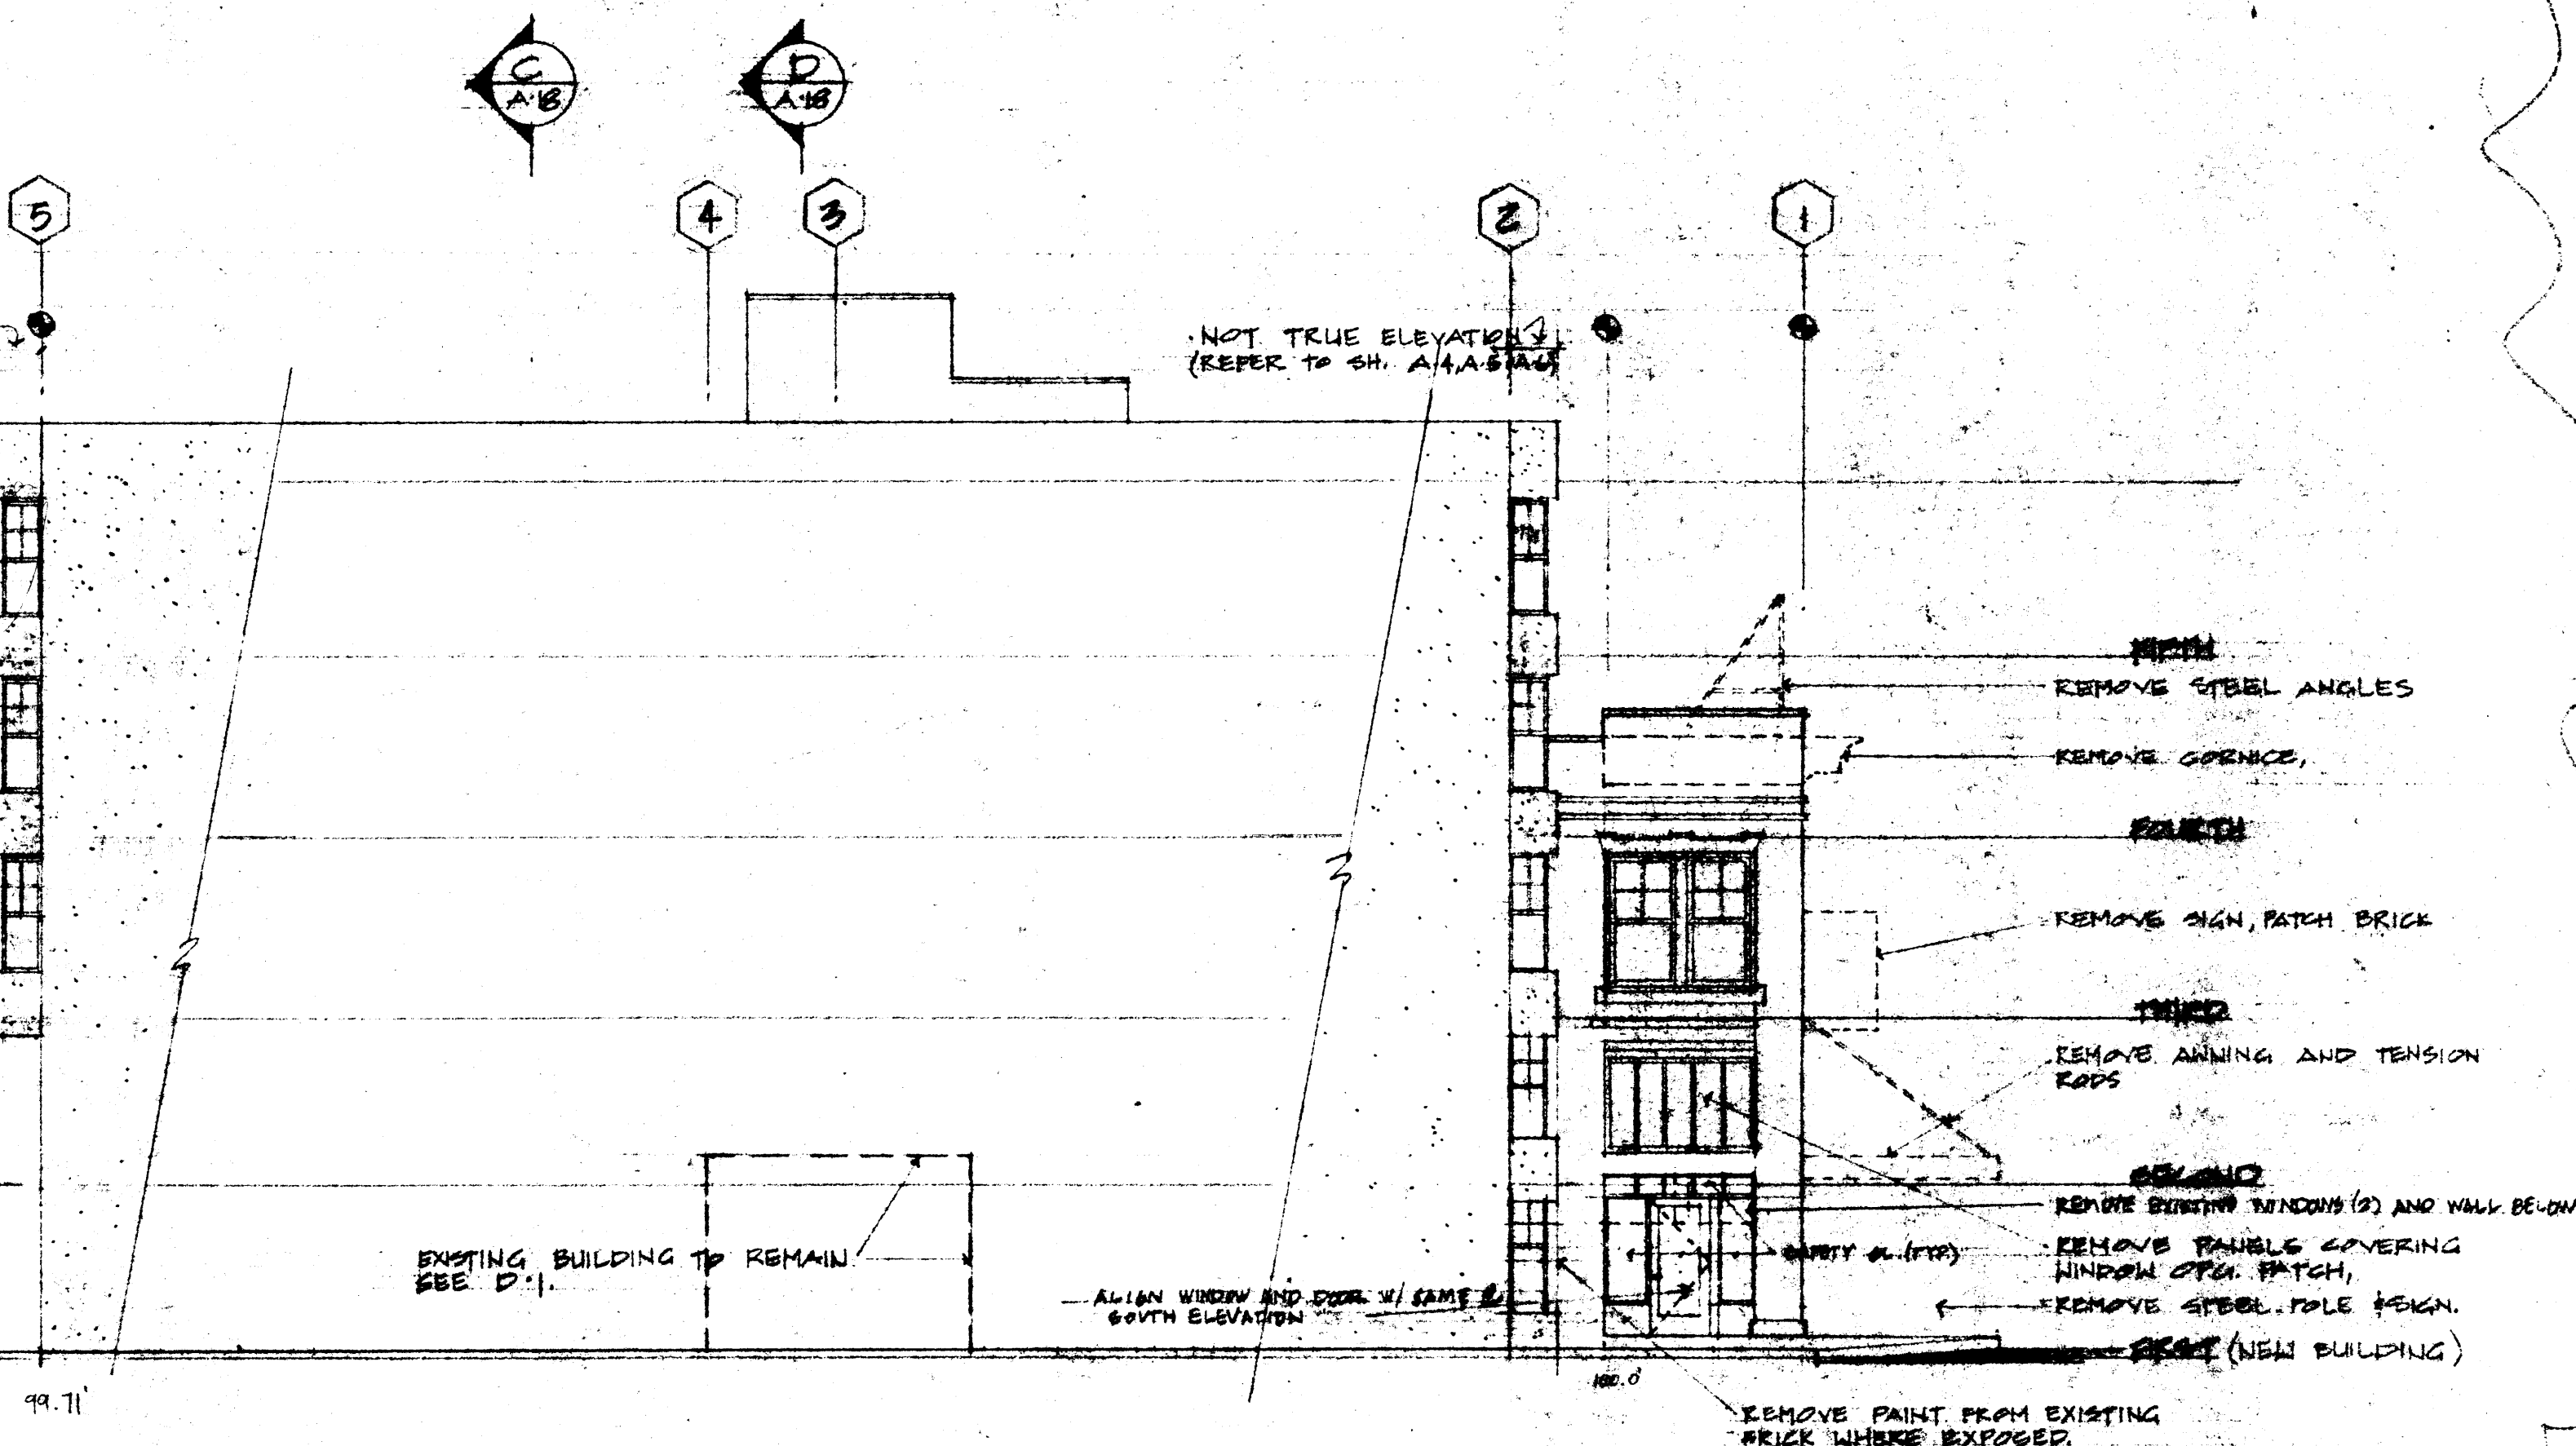 C
A·18
D
A·18
5
4
3
2
1
NOT TRUE ELEVATION
(REFER TO SH. A·4, A·5
FIFTH
REMOVE STEEL ANGLES
REMOVE CORNICE,
FOURTH
REMOVE SIGN, PATCH BRICK
THIRD
REMOVE AWNING AND TENSION
RODS
SECOND
REMOVE EXISTING WINDOWS (2) AND WALL BELOW
SAFETY GL. (TYP.)
REMOVE PANELS COVERING
WINDOW OP'G. PATCH,
EXISTING BUILDING TO REMAIN
SEE D·1.
ALIGN WINDOW AND DOOR W/ SAME
SOUTH ELEVATION
REMOVE STEEL POLE & SIGN.
FIRST (NEW BUILDING)
99.71'
100.0'
REMOVE PAINT FROM EXISTING
BRICK WHERE EXPOSED.